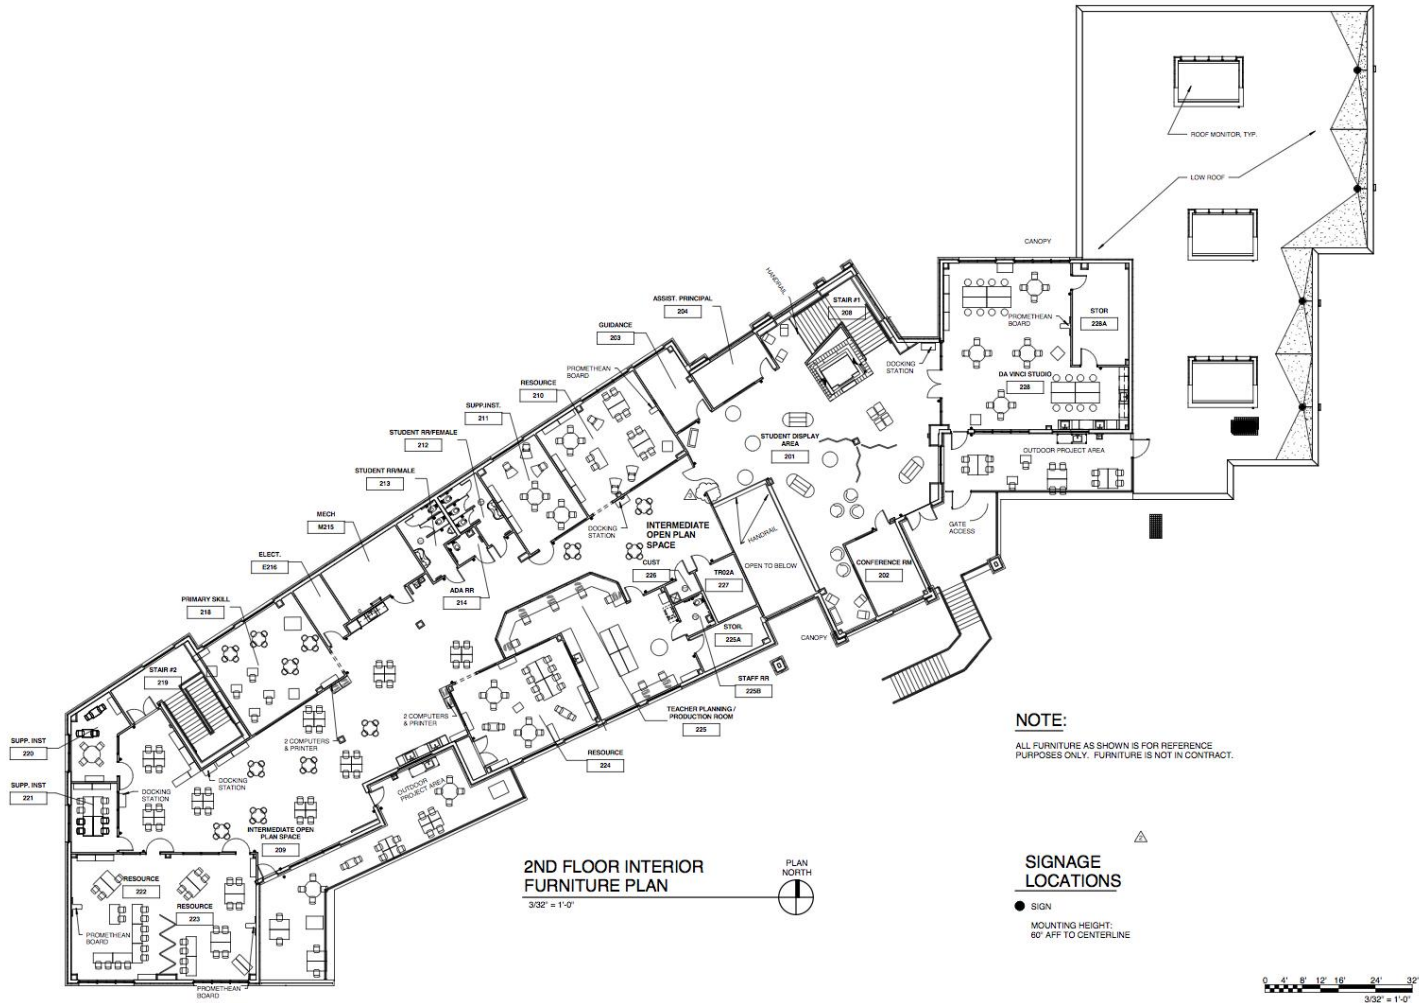 ROOF MONITOR, TYP.
LOW ROOF
CANOPY
HANDRAIL
STAIR #1
208
ASSIST. PRINCIPAL
204
GUIDANCE
203
PROMETHEAN
BOARD
STOR
228A
PROMETHEAN
BOARD
DOCKING
STATION
DA VINCI STUDIO
228
RESOURCE
210
SUPP.INST.
211
STUDENT RR/FEMALE
212
STUDENT RR/MALE
213
STUDENT DISPLAY
AREA
201
OUTDOOR PROJECT AREA
MECH
M215
DOCKING
STATION
INTERMEDIATE
OPEN PLAN
SPACE
HANDRAIL
GATE
ACCESS
ELECT.
E216
CUST
226
TR02A
227
OPEN TO BELOW
CONFERENCE RM
202
PRIMARY SKILL
218
ADA RR
214
STOR.
225A
CANOPY
STAIR #2
219
STAFF RR
225B
2 COMPUTERS
& PRINTER
TEACHER PLANNING /
PRODUCTION ROOM
225
2 COMPUTERS
& PRINTER
SUPP. INST
220
RESOURCE
224
DOCKING
STATION
OUTDOOR
PROJECT AREA
SUPP. INST
221
DOCKING
STATION
INTERMEDIATE OPEN
PLAN SPACE
209
RESOURCE
222
RESOURCE
223
PROMETHEAN
BOARD
PROMETHEAN
BOARD
NOTE:
ALL FURNITURE AS SHOWN IS FOR REFERENCE
PURPOSES ONLY. FURNITURE IS NOT IN CONTRACT.
2ND FLOOR INTERIOR
FURNITURE PLAN
3/32" = 1'-0"
PLAN
NORTH
SIGNAGE
LOCATIONS
SIGN
MOUNTING HEIGHT:
60" AFF TO CENTERLINE
0 4' 8' 12' 16' 24' 32'
3/32" = 1'-0"